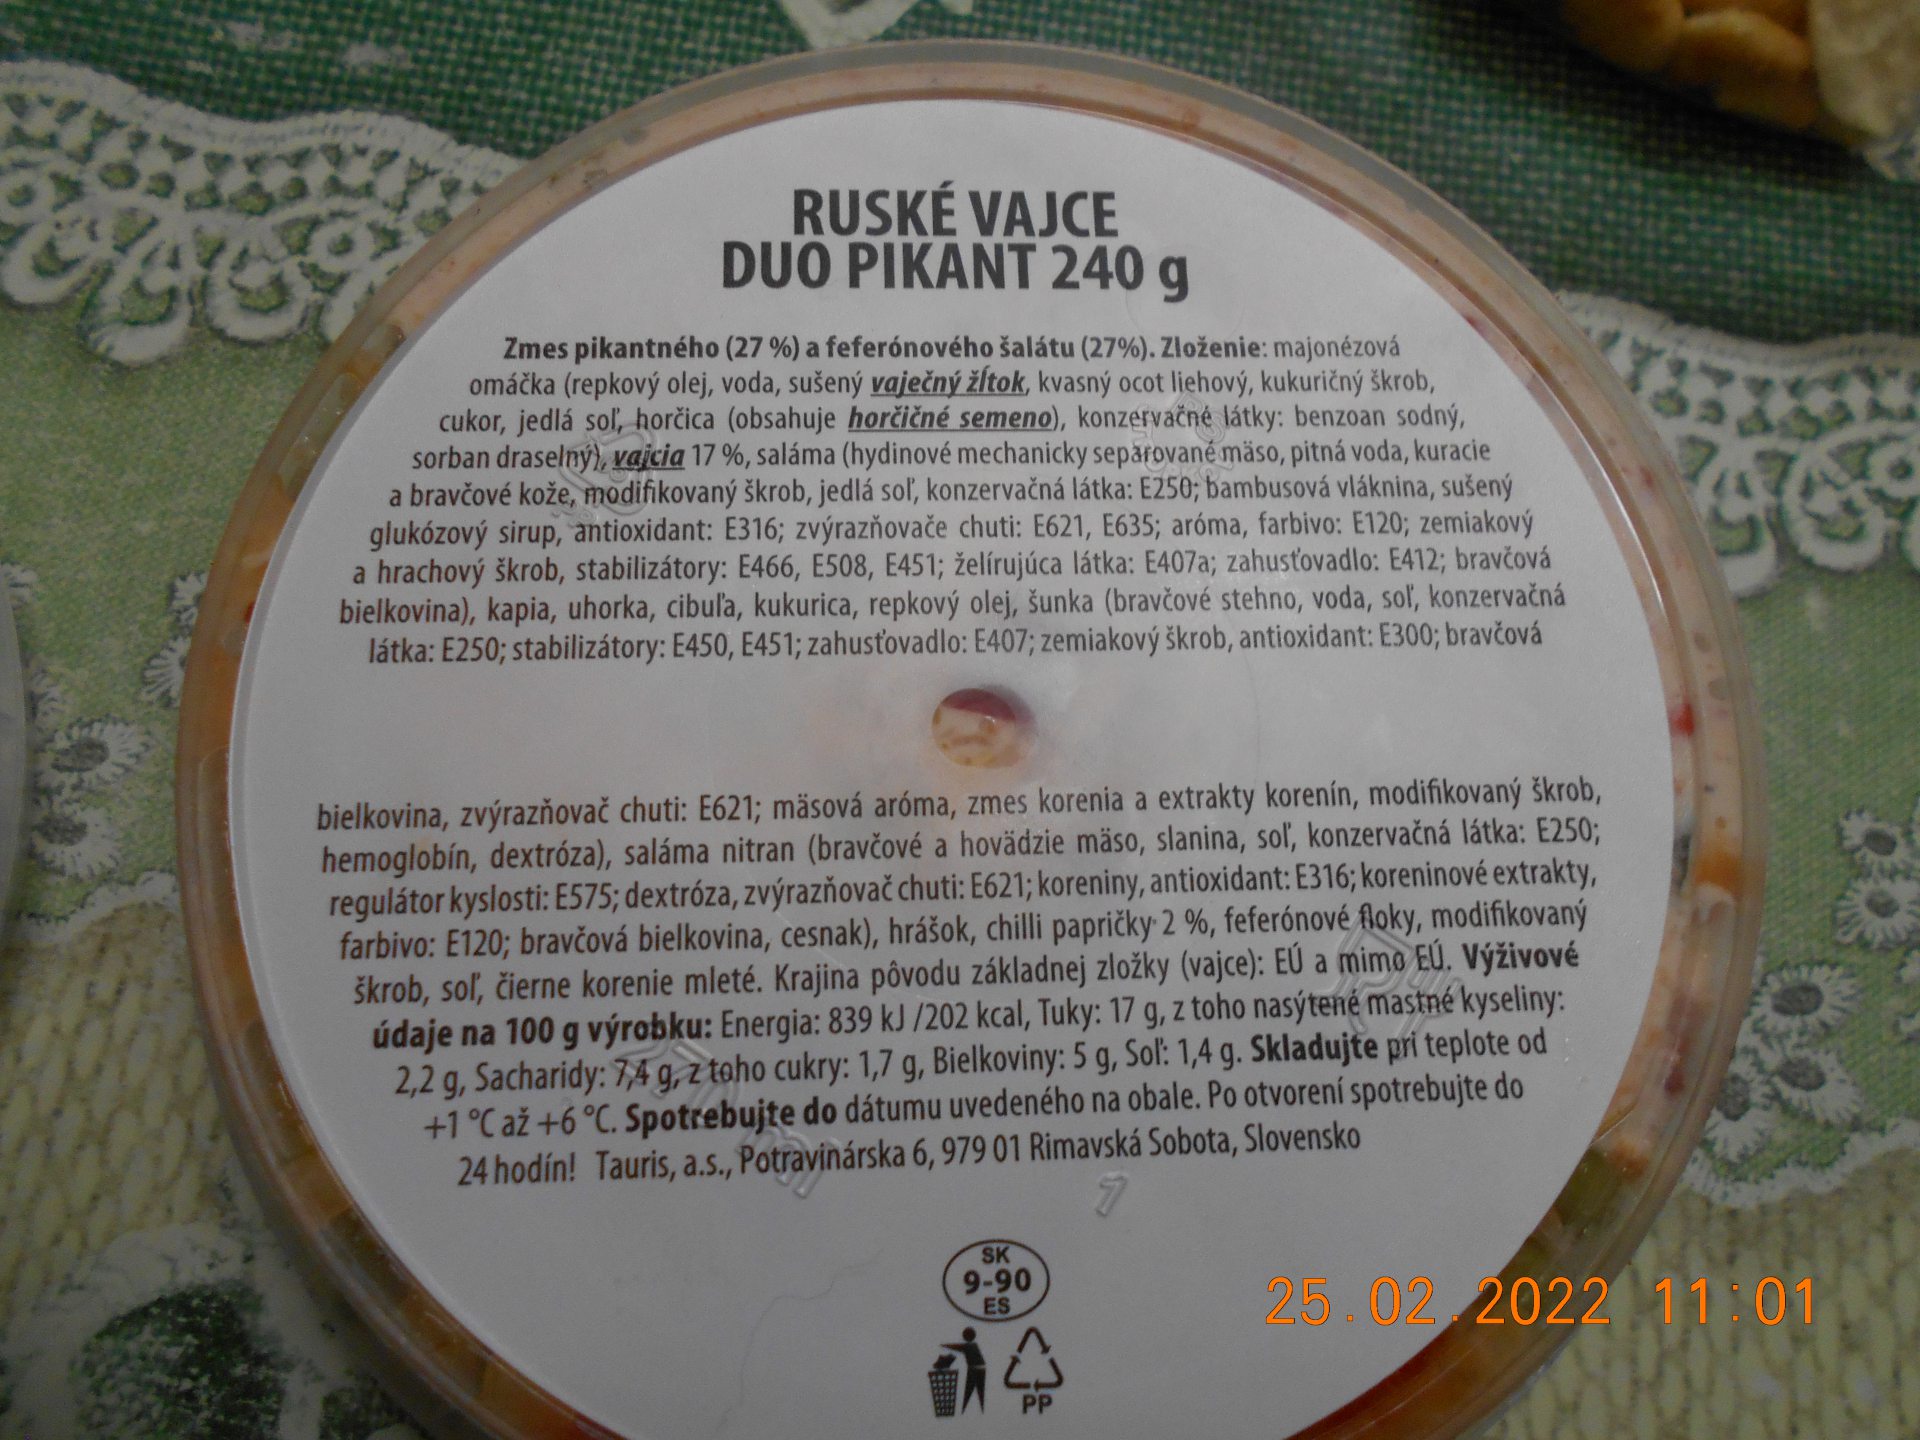 RUSKÉ VAJCE
DUO PIKANT 240 g
Zmes pikantného (27 %) a feferónového šalátu (27%). Zloženie: majonézová
omáčka (repkový olej, voda, sušený vaječný žĺtok, kvasný ocot liehový, kukuričný škrob,
cukor, jedlá soľ, horčica (obsahuje horčičné semeno), konzervačné látky: benzoan sodný,
sorban draselný), vajcia 17 %, saláma (hydinové mechanicky separované mäso, pitná voda, kuracie
a bravčové kože, modifikovaný škrob, jedlá soľ, konzervačná látka: E250; bambusová vláknina, sušený
glukózový sirup, antioxidant: E316; zvýrazňovače chuti: E621, E635; aróma, farbivo: E120; zemiakový
a hrachový škrob, stabilizátory: E466, E508, E451; želírujúca látka: E407a; zahusťovadlo: E412; bravčová
bielkovina), kapia, uhorka, cibuľa, kukurica, repkový olej, šunka (bravčové stehno, voda, soľ, konzervačná
látka: E250; stabilizátory: E450, E451; zahusťovadlo: E407; zemiakový škrob, antioxidant: E300; bravčová
bielkovina, zvýrazňovač chuti: E621; mäsová aróma, zmes korenia a extrakty korenín, modifikovaný škrob,
hemoglobín, dextróza), saláma nitran (bravčové a hovädzie mäso, slanina, soľ, konzervačná látka: E250;
regulátor kyslosti: E575; dextróza, zvýrazňovač chuti: E621; koreniny, antioxidant: E316; koreninové extrakty,
farbivo: E120; bravčová bielkovina, cesnak), hrášok, chilli papričky 2 %, feferónové floky, modifikovaný
škrob, soľ, čierne korenie mleté. Krajina pôvodu základnej zložky (vajce): EÚ a mimo EÚ. Výživové
údaje na 100 g výrobku: Energia: 839 kJ /202 kcal, Tuky: 17 g, z toho nasýtené mastné kyseliny:
2,2 g, Sacharidy: 7,4 g, z toho cukry: 1,7 g, Bielkoviny: 5 g, Soľ: 1,4 g. Skladujte pri teplote od
+1 °C až +6 °C. Spotrebujte do dátumu uvedeného na obale. Po otvorení spotrebujte do
24 hodín! Tauris, a.s., Potravinárska 6, 979 01 Rimavská Sobota, Slovensko
1
SK
9-90
ES
PP
25.02.2022 11:01